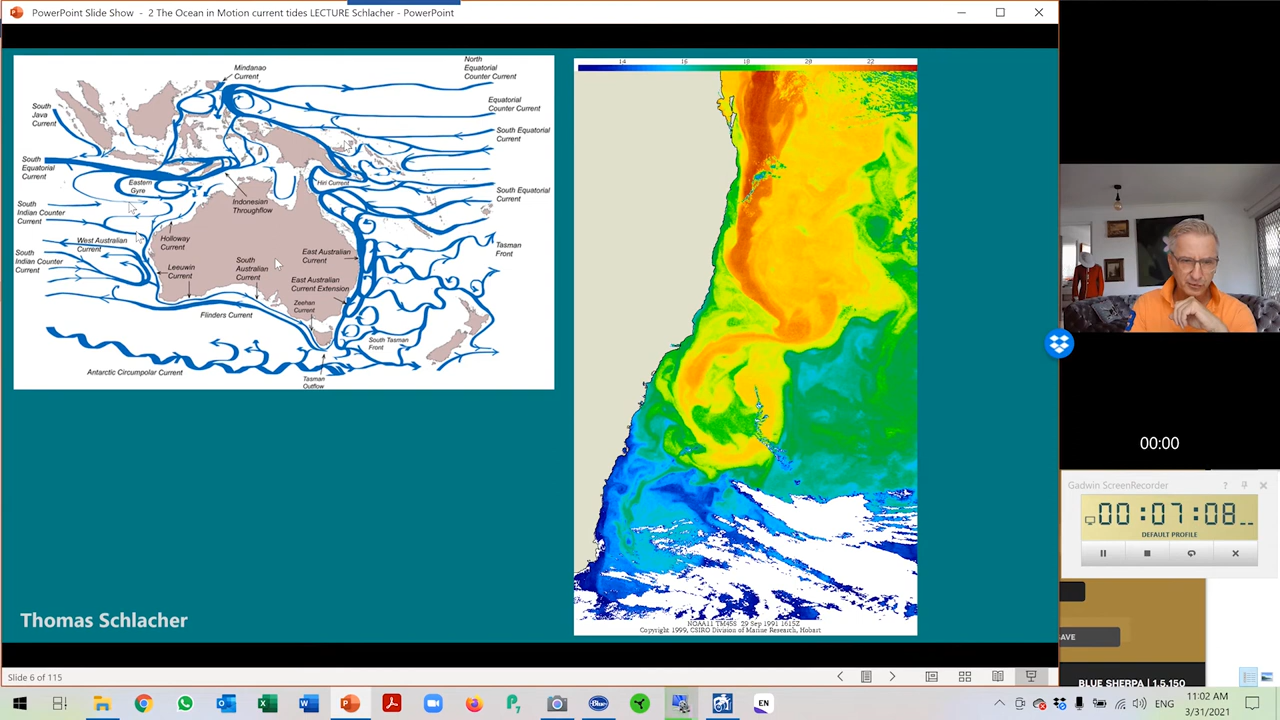 PowerPoint Slide Show - 2 The Ocean in Motion current tides LECTURE Schlacher - PowerPoint
Mindanao
Current
North
Equatorial
Counter Current
South
Java
Current
Equatorial
Counter Current
South Equatorial
Current
South
Equatorial
Current
Eastern
Gyre
Hiri Current
South Equatorial
Current
Indonesian
Throughflow
South
Indian Counter
Current
West Australian
Current
Holloway
Current
Tasman
Front
South
Indian Counter
Current
Leeuwin
Current
South
Australian
Current
East Australian
Current
East Australian
Current Extension
Zeehan
Current
Flinders Current
South Tasman
Front
Antarctic Circumpolar Current
Tasman
Outflow
14 16 18 20 22
NOAA11 TM45S 29 Sep 1991 1615Z
Copyright 1999, CSIRO Division of Marine Research, Hobart
Thomas Schlacher
Slide 6 of 115
00:00
Gadwin ScreenRecorder
00:07:08
DEFAULT PROFILE
AVE
BLUE SHERPA | 1.5.150
EN
ENG
11:02 AM
3/31/2021